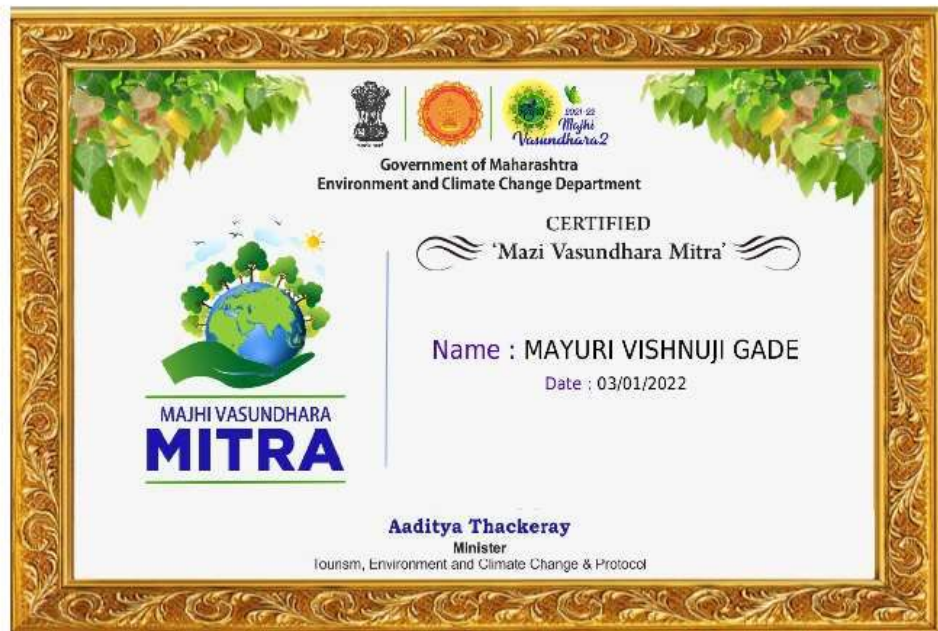 2021-22
Majhi
Vasundhara2
Government of Maharashtra
Environment and Climate Change Department
CERTIFIED
'Mazi Vasundhara Mitra'
Name : MAYURI VISHNUJI GADE
Date : 03/01/2022
MAJHI VASUNDHARA
MITRA
Aaditya Thackeray
Minister
Tourism, Environment and Climate Change & Protocol